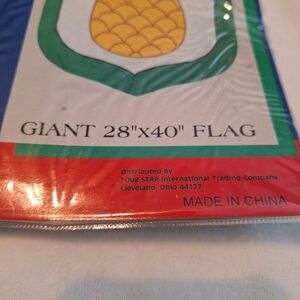 GIANT 28"x40" FLAG
Distributed by
FOUR STAR International Trading Company
Cleveland, Ohio 44127
MADE IN CHINA